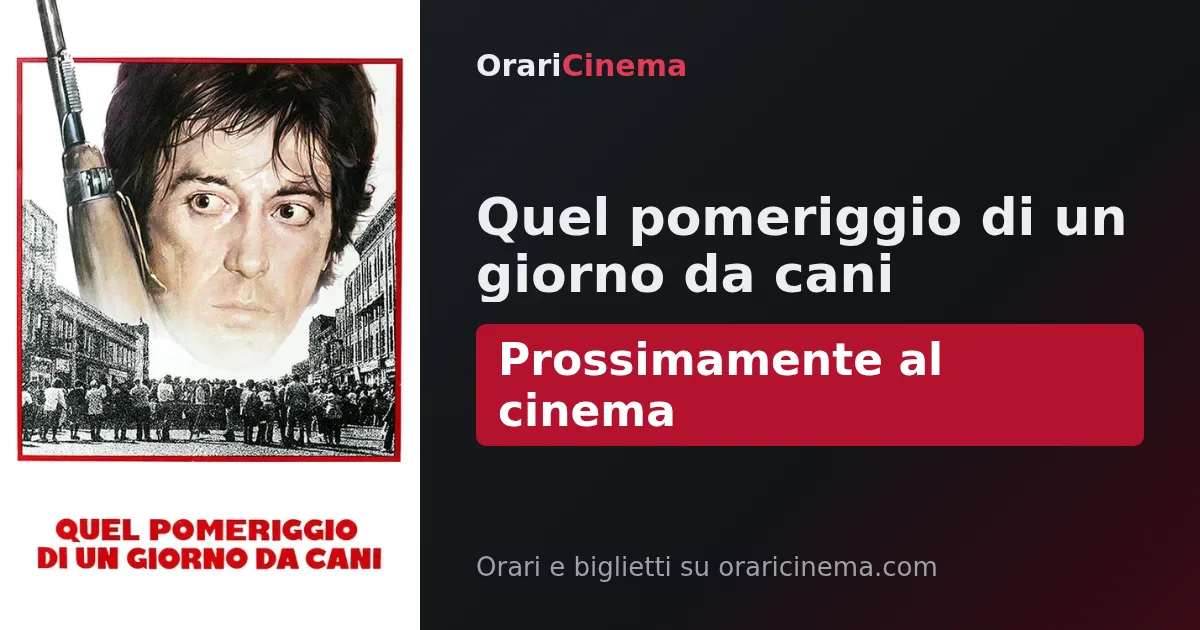 QUEL POMERIGGIO
DI UN GIORNO DA CANI
OrariCinema
Quel pomeriggio di un
giorno da cani
Prossimamente al
cinema
Orari e biglietti su oraricinema.com